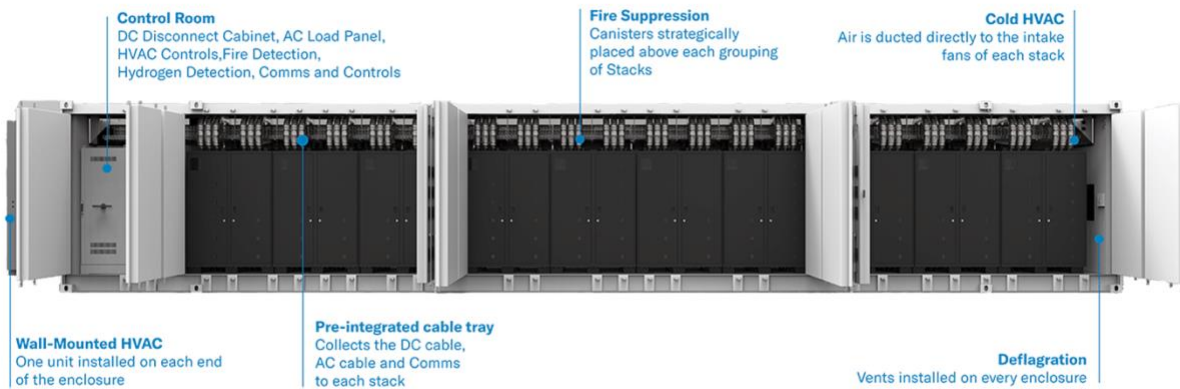 Control Room
DC Disconnect Cabinet, AC Load Panel,
HVAC Controls,Fire Detection,
Hydrogen Detection, Comms and Controls
Fire Suppression
Canisters strategically
placed above each grouping
of Stacks
Cold HVAC
Air is ducted directly to the intake
fans of each stack
Wall-Mounted HVAC
One unit installed on each end
of the enclosure
Pre-integrated cable tray
Collects the DC cable,
AC cable and Comms
to each stack
Deflagration
Vents installed on every enclosure